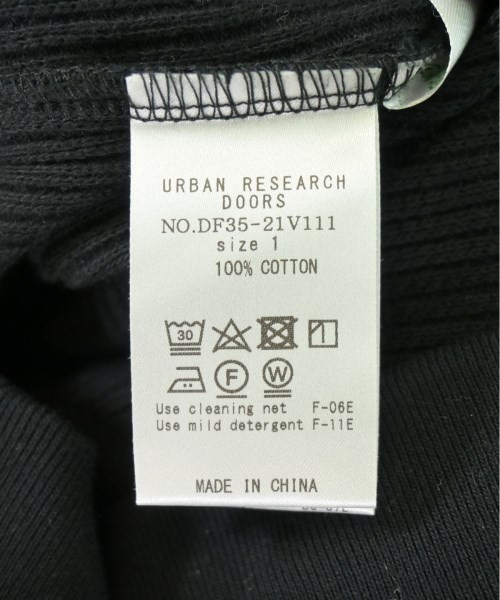 URBAN RESEARCH
DOORS
NO.DF35-21V111
size 1
100% COTTON
30
F W
Use cleaning net F-06E
Use mild detergent F-11E
MADE IN CHINA